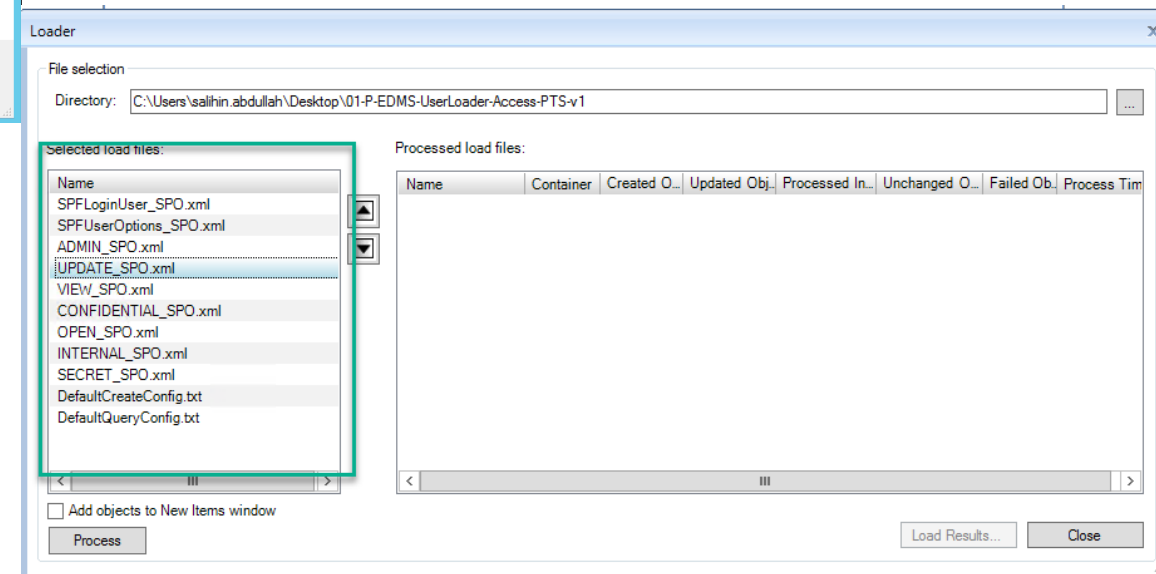 Loader
File selection
Directory: C:\Users\salihin.abdullah\Desktop\01-P-EDMS-UserLoader-Access-PTS-v1 ...
Selected load files:
Name
SPFLoginUser_SPO.xml
SPFUserOptions_SPO.xml
ADMIN_SPO.xml
UPDATE_SPO.xml
VIEW_SPO.xml
CONFIDENTIAL_SPO.xml
OPEN_SPO.xml
INTERNAL_SPO.xml
SECRET_SPO.xml
DefaultCreateConfig.txt
DefaultQueryConfig.txt
Processed load files:
Name Container Created O... Updated Obj... Processed In... Unchanged O... Failed Ob... Process Tim
Add objects to New Items window
Process
Load Results... Close